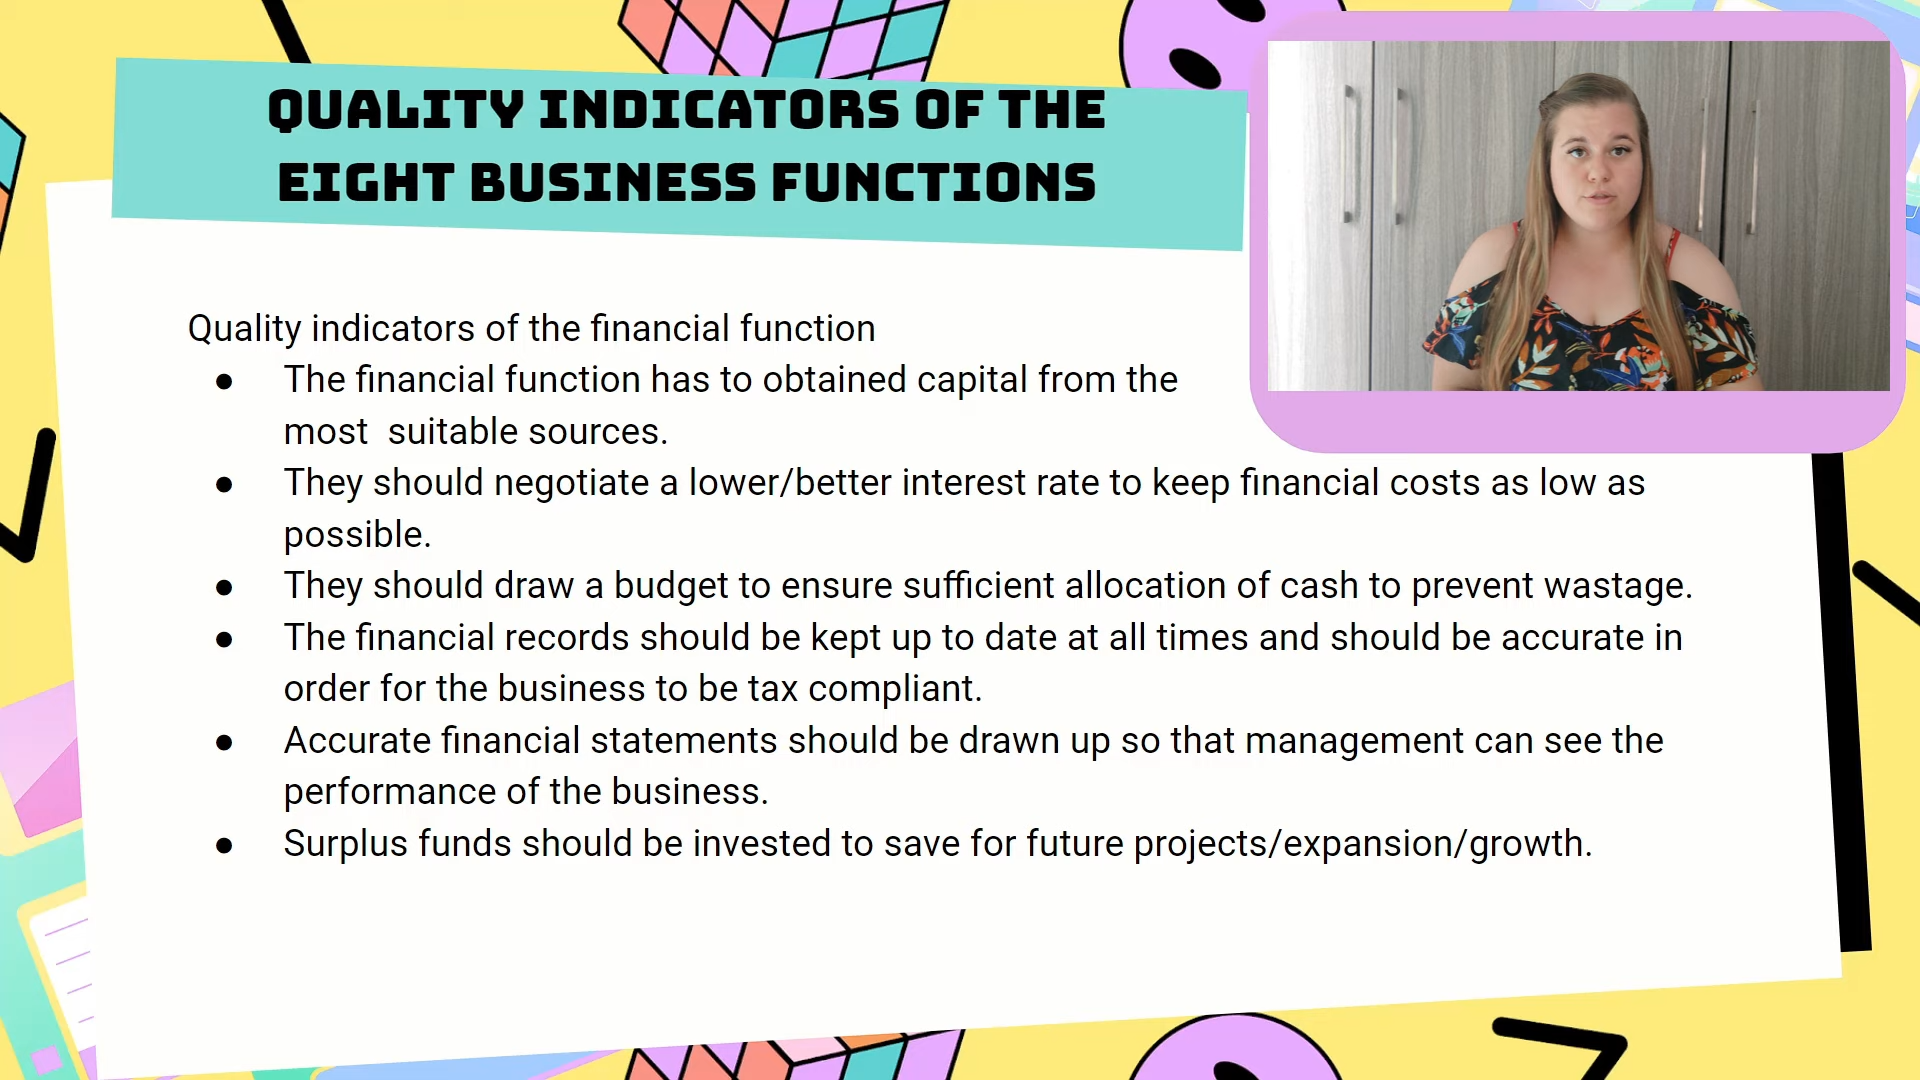 QUALITY INDICATORS OF THE
EIGHT BUSINESS FUNCTIONS
Quality indicators of the financial function
● The financial function has to obtained capital from the
most  suitable sources.
● They should negotiate a lower/better interest rate to keep financial costs as low as
possible.
● They should draw a budget to ensure sufficient allocation of cash to prevent wastage.
● The financial records should be kept up to date at all times and should be accurate in
order for the business to be tax compliant.
● Accurate financial statements should be drawn up so that management can see the
performance of the business.
● Surplus funds should be invested to save for future projects/expansion/growth.